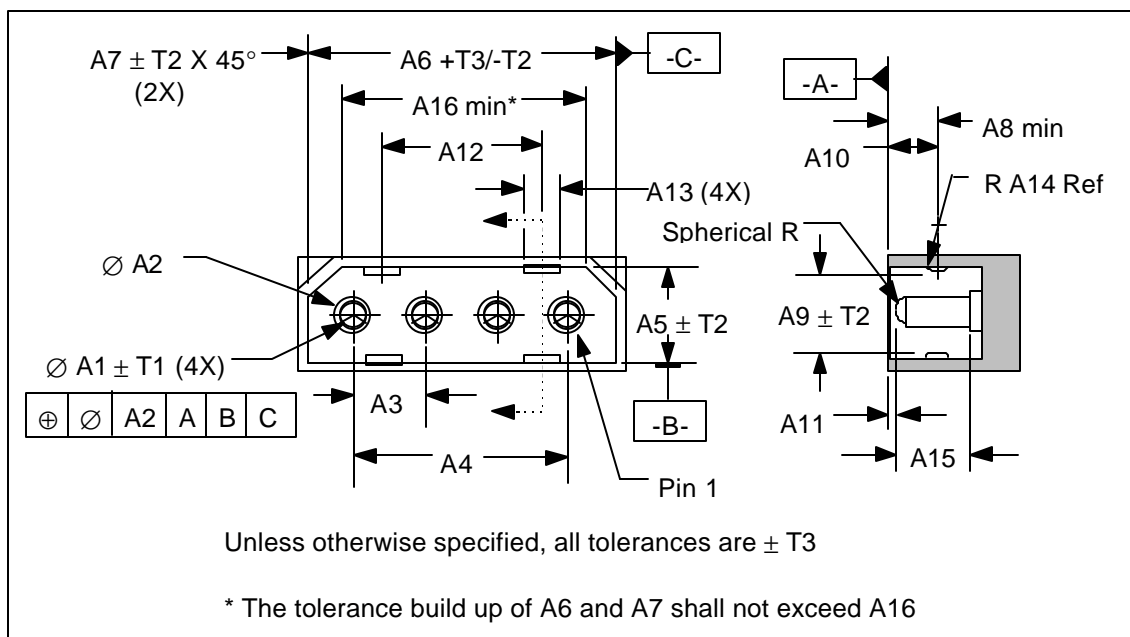 A7 ± T2 X 45°
(2X)
A6 +T3/-T2
-C-
A16 min*
A12
A13 (4X)
-A-
A8 min
A10
R A14 Ref
Spherical R
∅ A2
A5 ± T2
A9 ± T2
∅ A1 ± T1 (4X)
⊕ ∅ A2 A B C
A3
A4
-B-
Pin 1
A11
A15
Unless otherwise specified, all tolerances are ± T3
* The tolerance build up of A6 and A7 shall not exceed A16